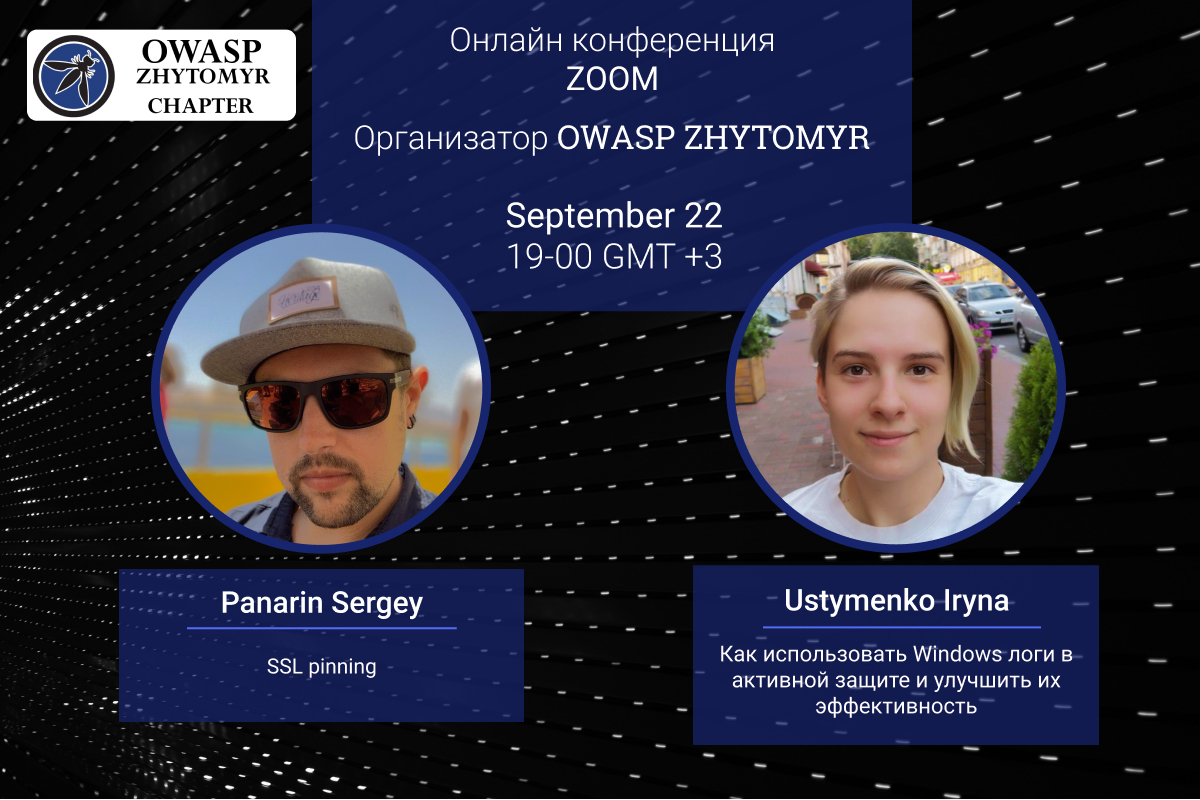 OWASP
ZHYTOMYR
CHAPTER
Онлайн конференция
ZOOM
Организатор OWASP ZHYTOMYR
September 22
19-00 GMT +3
Panarin Sergey
SSL pinning
Ustymenko Iryna
Как использовать Windows логи в
активной защите и улучшить их
эффективность